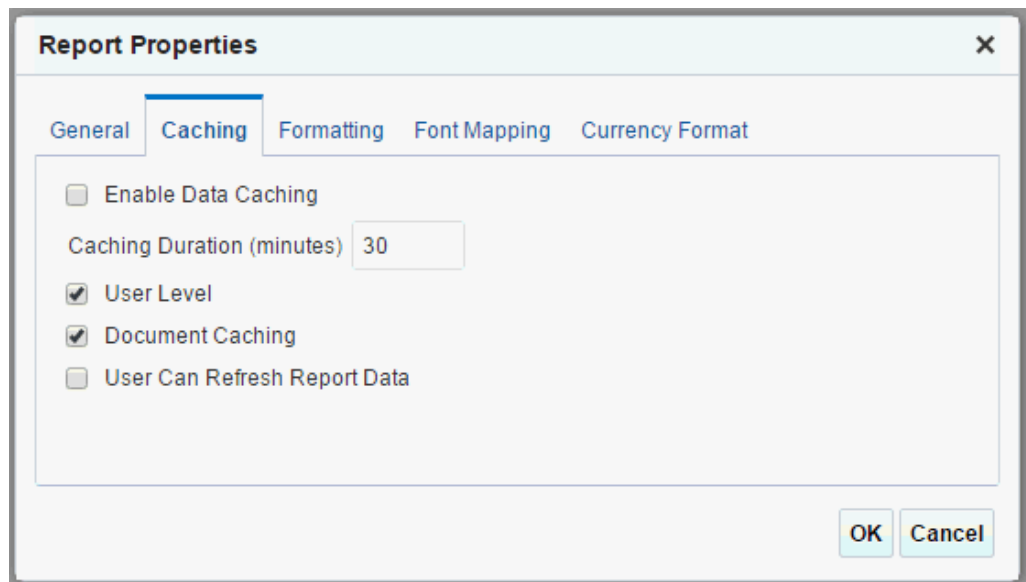 Report Properties
General Caching Formatting Font Mapping Currency Format
Enable Data Caching
Caching Duration (minutes) 30
User Level
Document Caching
User Can Refresh Report Data
OK Cancel